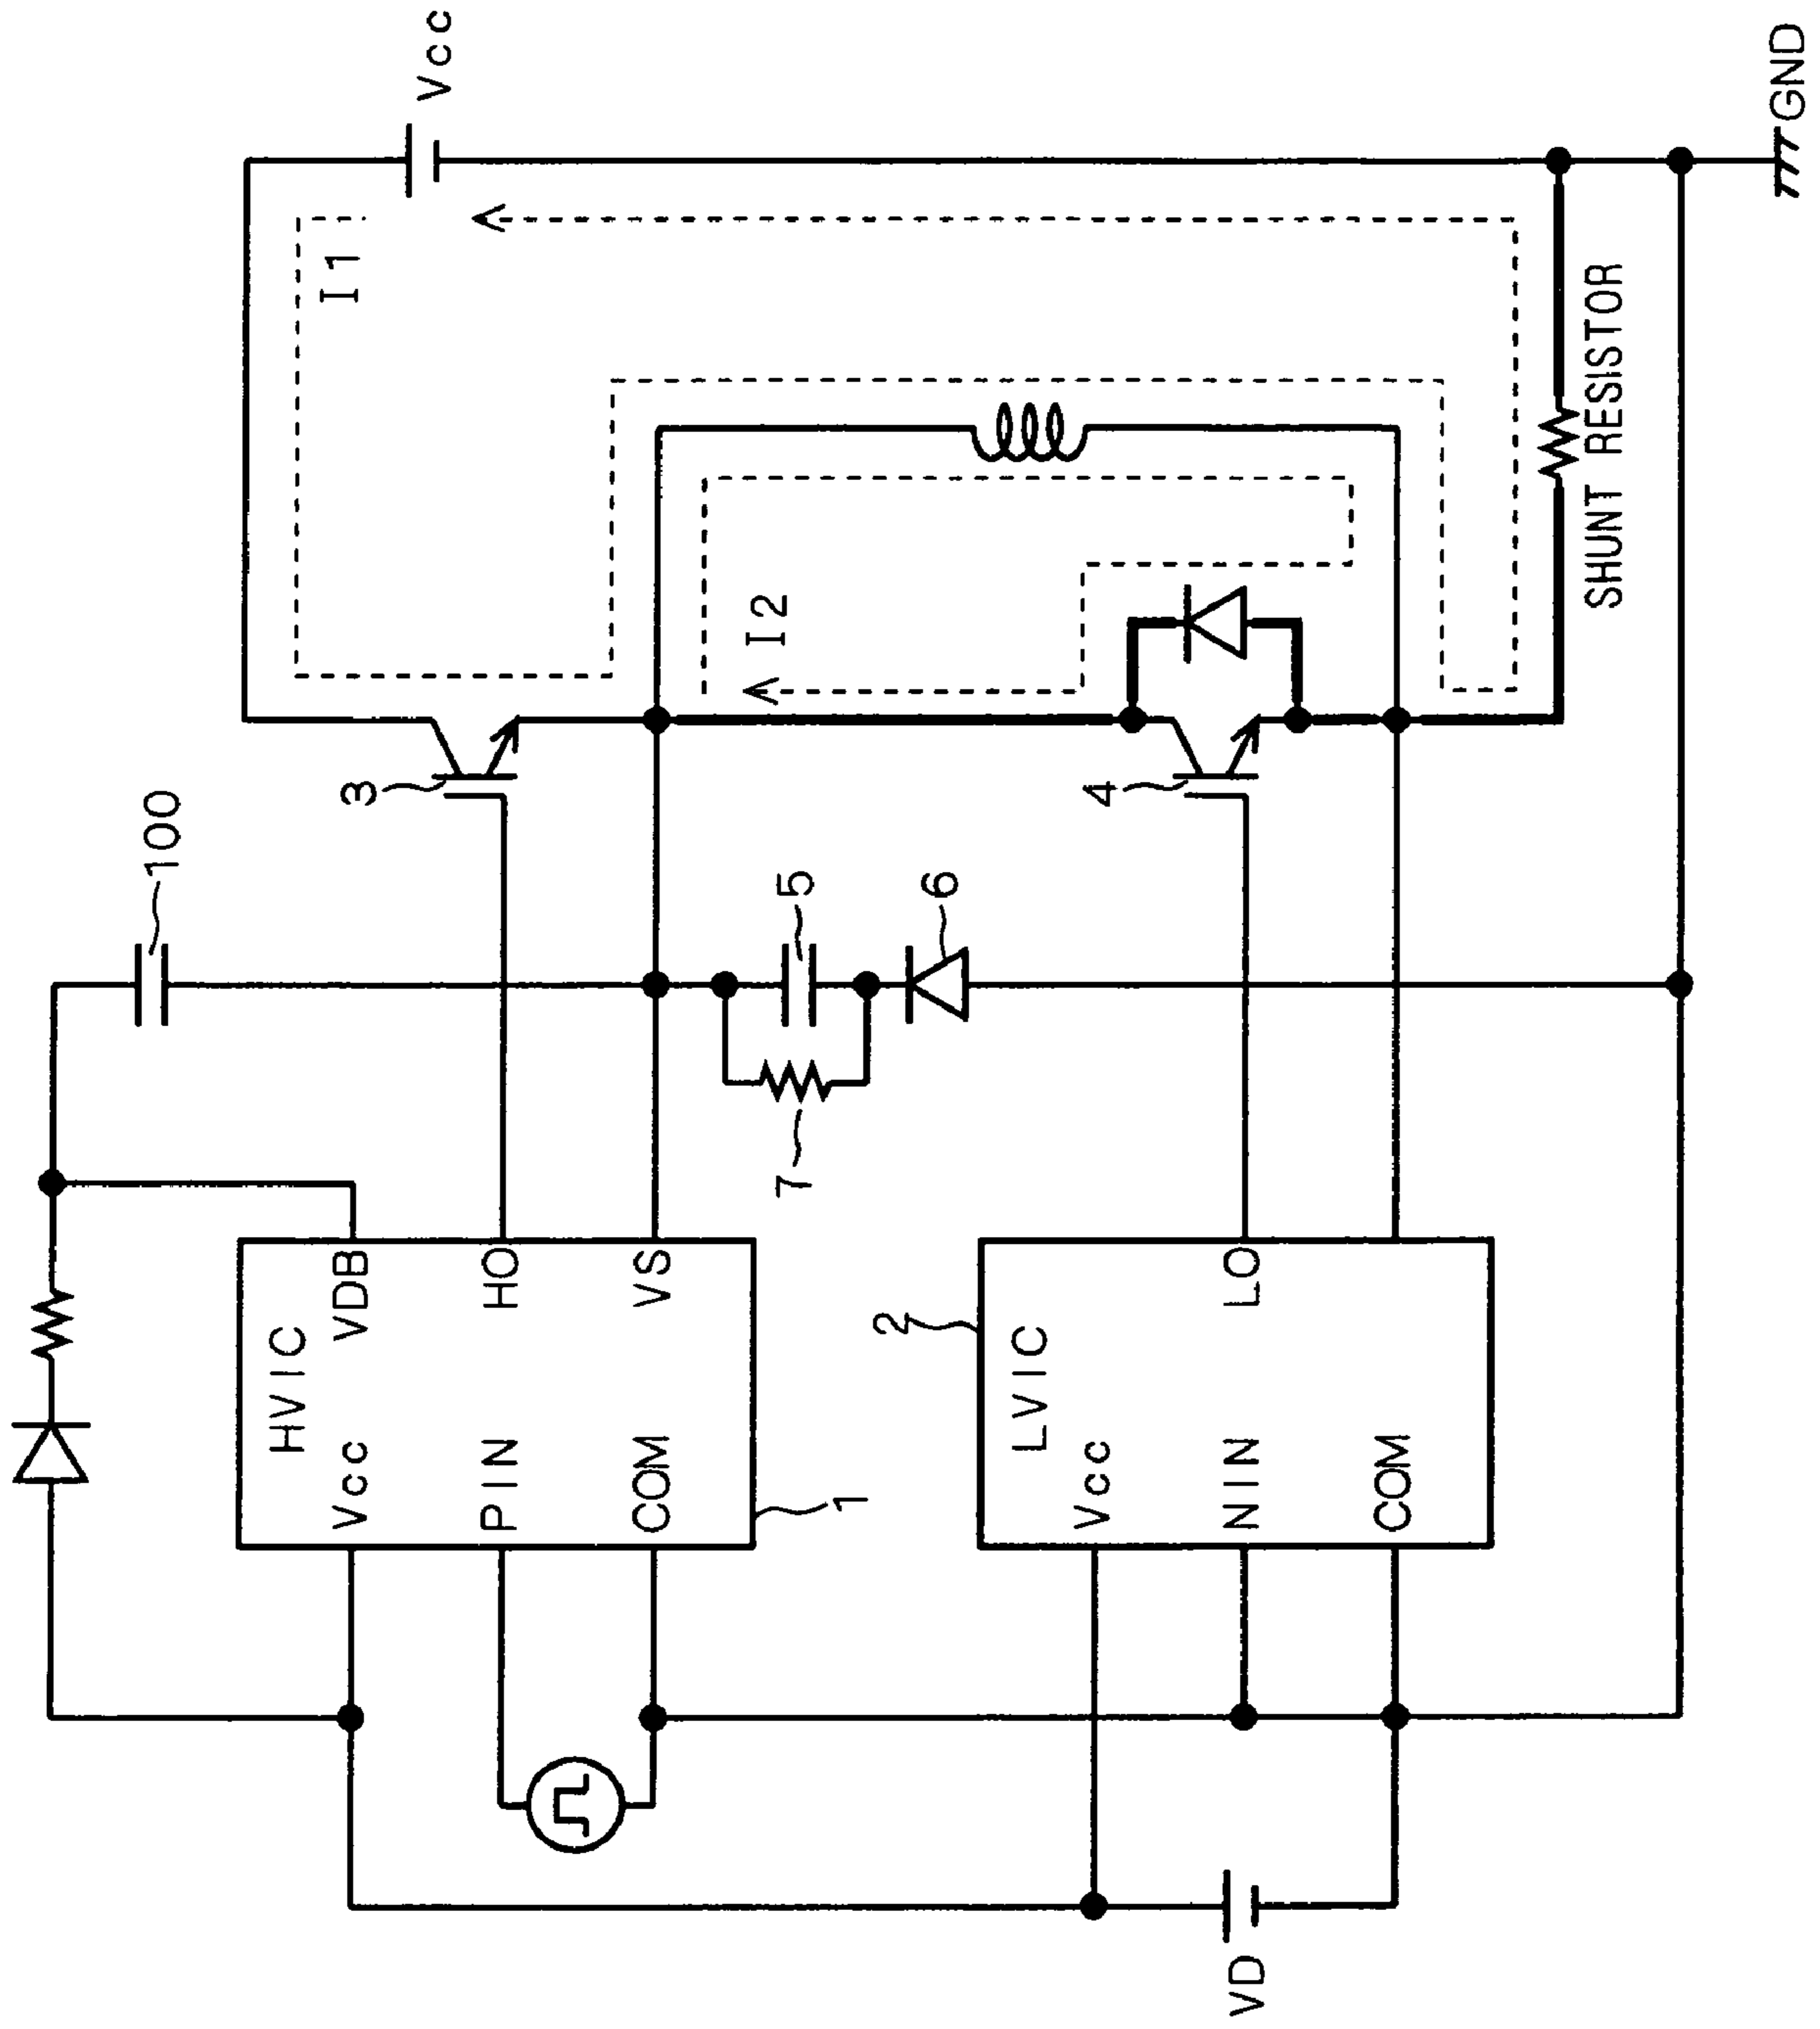 Vcc
I1
100
3
I2
HVIC
VDB
HO
VS
Vcc
PIN
COM
1
5
6
7
4
SHUNT RESISTOR
2
LVIC
LO
Vcc
NIN
COM
VD
GND